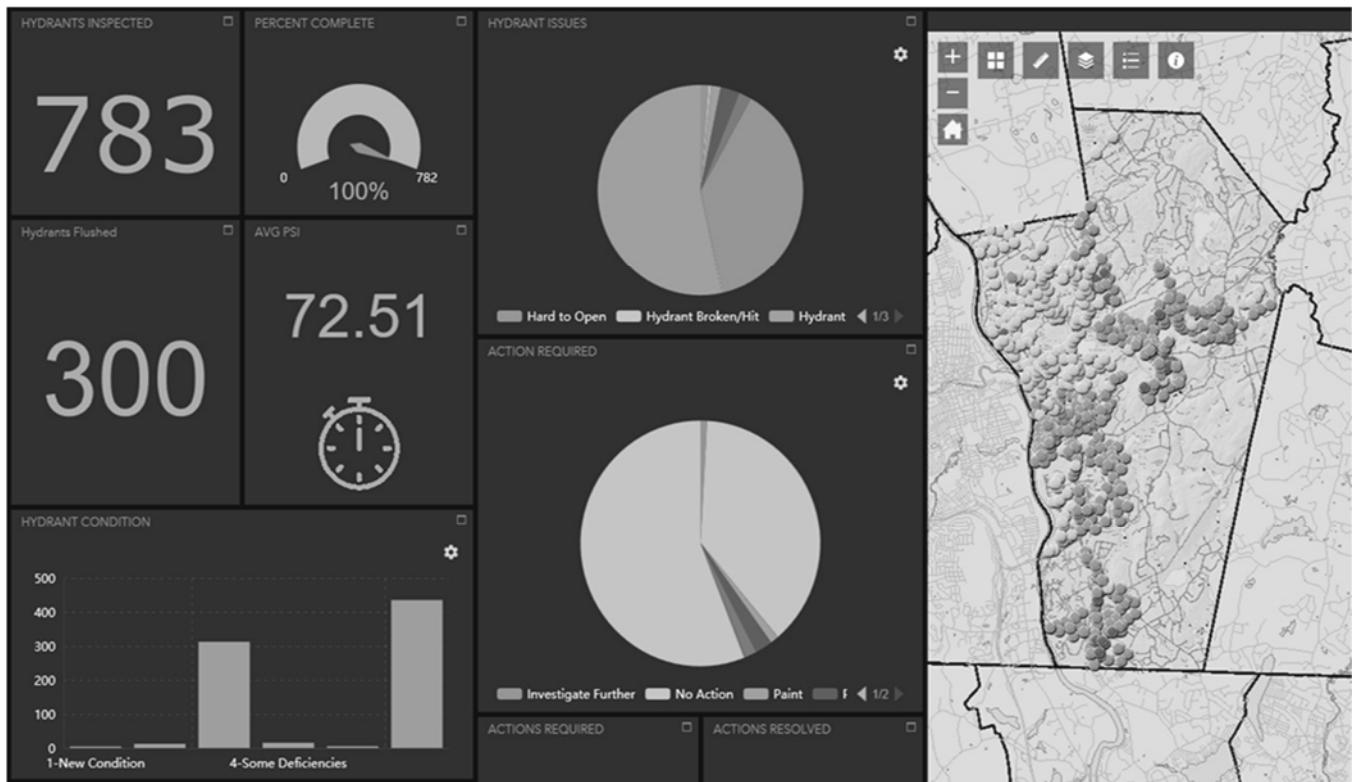 HYDRANTS INSPECTED
783
PERCENT COMPLETE
0
782
100%
Hydrants Flushed
300
AVG PSI
72.51
HYDRANT CONDITION
500
400
300
200
100
0
1-New Condition
4-Some Deficiencies
HYDRANT ISSUES
Hard to Open
Hydrant Broken/Hit
Hydrant
1/3
ACTION REQUIRED
Investigate Further
No Action
Paint
1/2
ACTIONS REQUIRED
ACTIONS RESOLVED